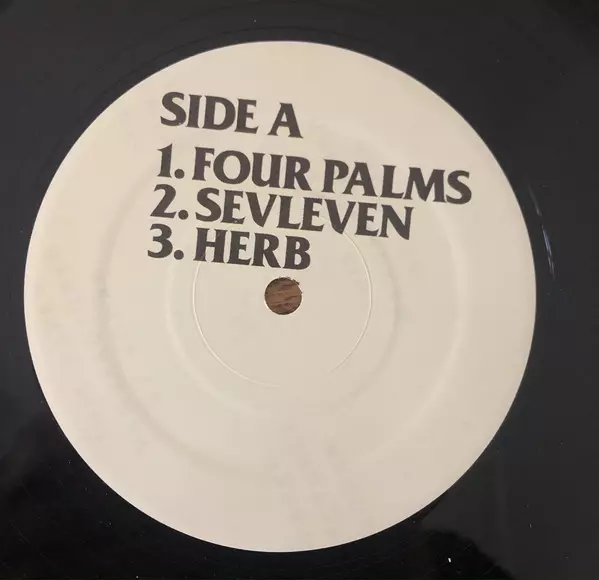 SIDE A
1. FOUR PALMS
2. SEVLEVEN
3. HERB